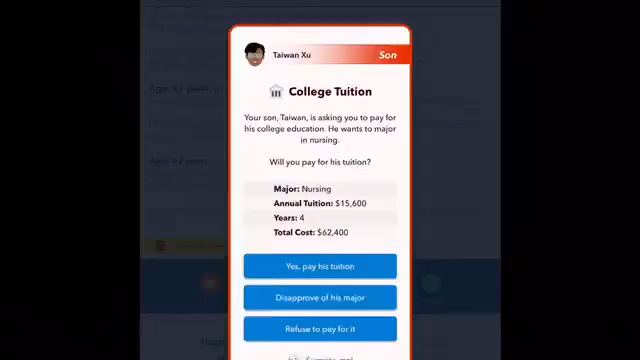 Taiwan Xu
Son
College Tuition
Your son, Taiwan, is asking you to pay for
his college education. He wants to major
in nursing.
Will you pay for his tuition?
Major: Nursing
Annual Tuition: $15,600
Years: 4
Total Cost: $62,400
Yes, pay his tuition
Disapprove of his major
Refuse to pay for it